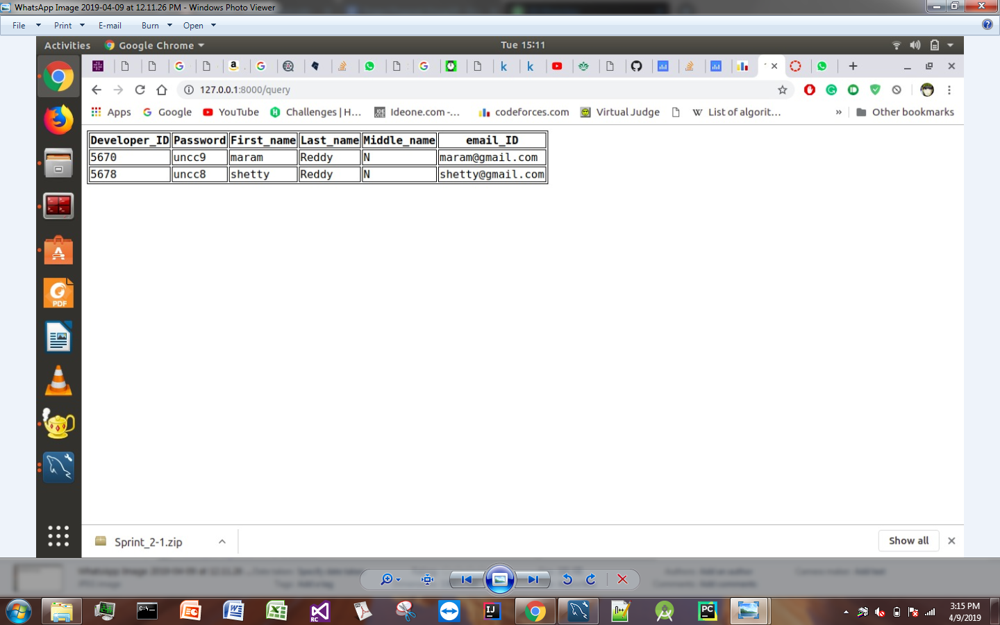 WhatsApp Image 2019-04-09 at 12.11.26 PM - Windows Photo Viewer
File Print E-mail Burn Open
Activities Google Chrome Tue 15:11
127.0.0.1:8000/query
Apps Google YouTube Challenges | H... Ideone.com -... codeforces.com Virtual Judge List of algorit... » Other bookmarks
Developer_ID Password First_name Last_name Middle_name email_ID
5670 uncc9 maram Reddy N maram@gmail.com
5678 uncc8 shetty Reddy N shetty@gmail.com
Sprint_2-1.zip Show all
3:15 PM
4/9/2019